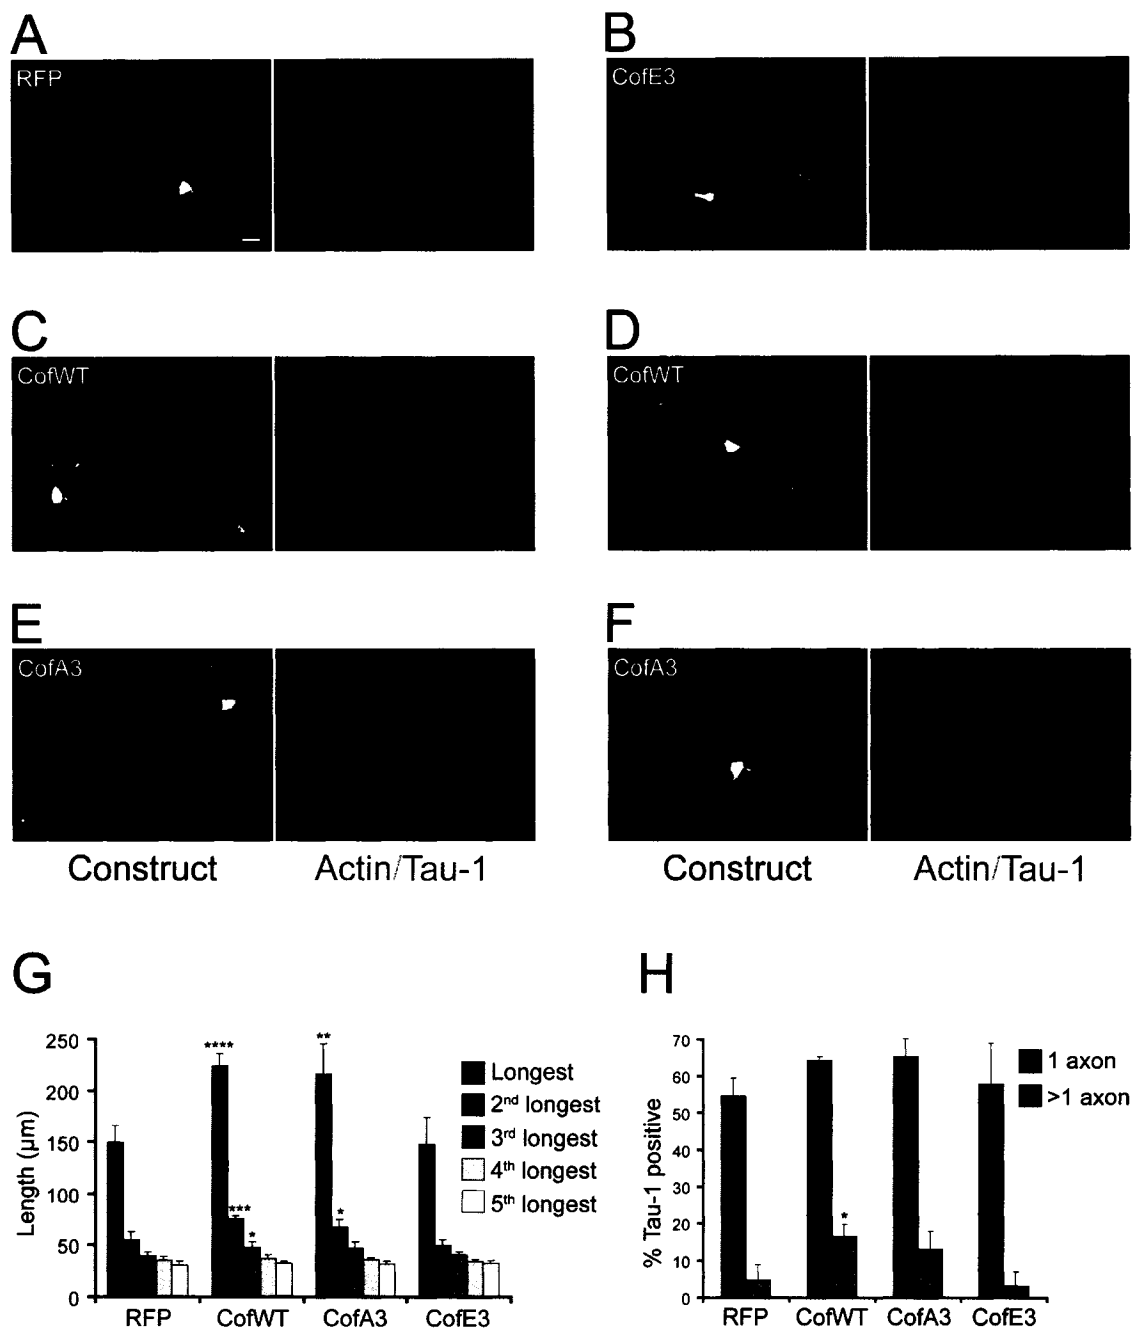 A
B
RFP
CofE3
C
D
CofWT
CofWT
E
F
CofA3
CofA3
Construct Actin/Tau-1 Construct Actin/Tau-1
G
H
Length (µm)
250
200
150
100
50
0
**** *** *
** *
RFP CofWT CofA3 CofE3
Longest
2nd longest
3rd longest
4th longest
5th longest
% Tau-1 positive
70
60
50
40
30
20
10
0
*
RFP CofWT CofA3 CofE3
1 axon
>1 axon